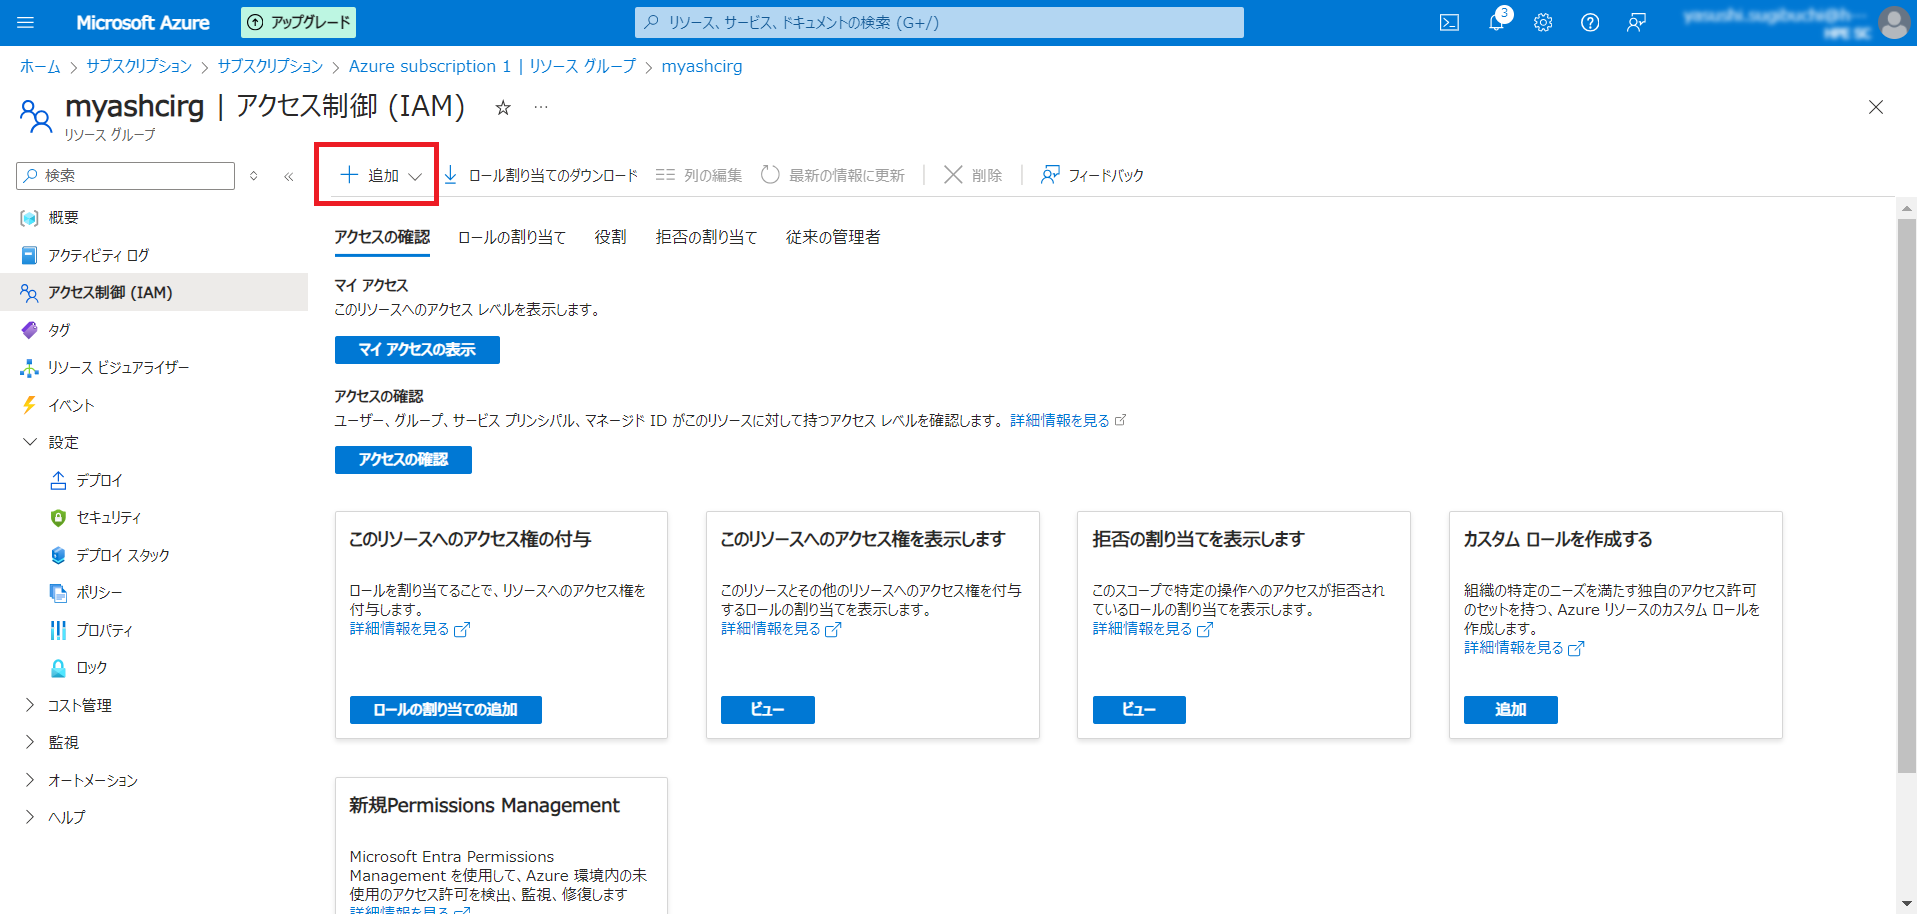 Microsoft Azure
アップグレード
リソース、サービス、ドキュメントの検索 (G+/)
3
ホーム > サブスクリプション > サブスクリプション > Azure subscription 1 | リソース グループ > myashcirg
myashcirg | アクセス制御 (IAM)
リソース グループ
検索
追加
ロール割り当てのダウンロード
列の編集
最新の情報に更新
削除
フィードバック
概要
アクティビティ ログ
アクセス制御 (IAM)
タグ
リソース ビジュアライザー
イベント
設定
デプロイ
セキュリティ
デプロイ スタック
ポリシー
プロパティ
ロック
コスト管理
監視
オートメーション
ヘルプ
アクセスの確認
ロールの割り当て
役割
拒否の割り当て
従来の管理者
マイ アクセス
このリソースへのアクセス レベルを表示します。
マイ アクセスの表示
アクセスの確認
ユーザー、グループ、サービス プリンシパル、マネージド ID がこのリソースに対して持つアクセス レベルを確認します。 詳細情報を見る
アクセスの確認
このリソースへのアクセス権の付与
ロールを割り当てることで、リソースへのアクセス権を
付与します。
詳細情報を見る
ロールの割り当ての追加
このリソースへのアクセス権を表示します
このリソースとその他のリソースへのアクセス権を付与
するロールの割り当てを表示します。
詳細情報を見る
ビュー
拒否の割り当てを表示します
このスコープで特定の操作へのアクセスが拒否され
ているロールの割り当てを表示します。
詳細情報を見る
ビュー
カスタム ロールを作成する
組織の特定のニーズを満たす独自のアクセス許可
のセットを持つ、Azure リソースのカスタム ロールを
作成します。
詳細情報を見る
追加
新規Permissions Management
Microsoft Entra Permissions
Management を使用して、Azure 環境内の未
使用のアクセス許可を検出、監視、修復します
詳細情報を見る